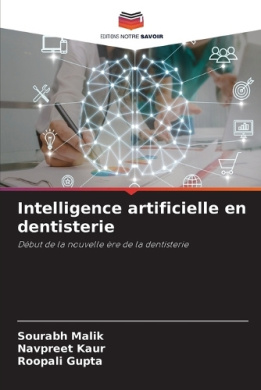 EDITIONS NOTRE SAVOIR
Intelligence artificielle en
dentisterie
Début de la nouvelle ère de la dentisterie
Sourabh Malik
Navpreet Kaur
Roopali Gupta